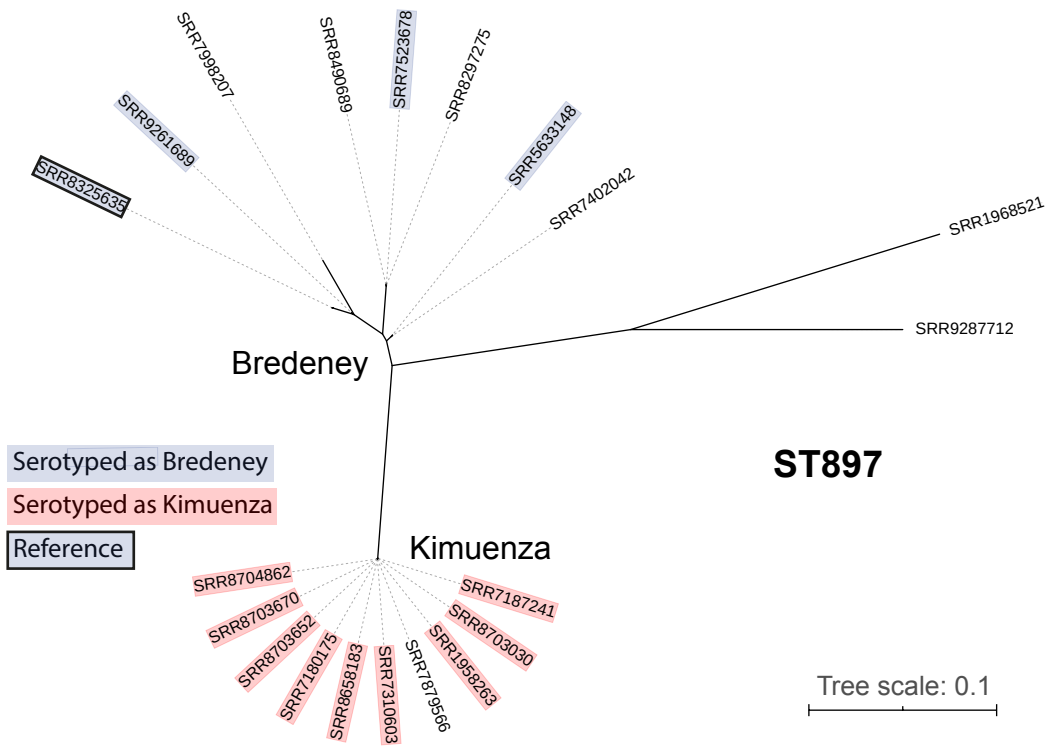 SRR7998207
SRR8490689
SRR7523678
SRR8297275
SRR9261689
SRR5633148
SRR8325635
SRR7402042
SRR1968521
SRR9287712
Bredeney
Serotyped as Bredeney
Serotyped as Kimuenza
Reference
ST897
Kimuenza
SRR8704862
SRR8703670
SRR8703652
SRR7180175
SRR8658183
SRR7310603
SRR7879566
SRR1958263
SRR8703030
SRR7187241
Tree scale: 0.1